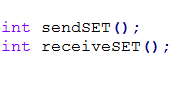 int sendSET();
int receiveSET();